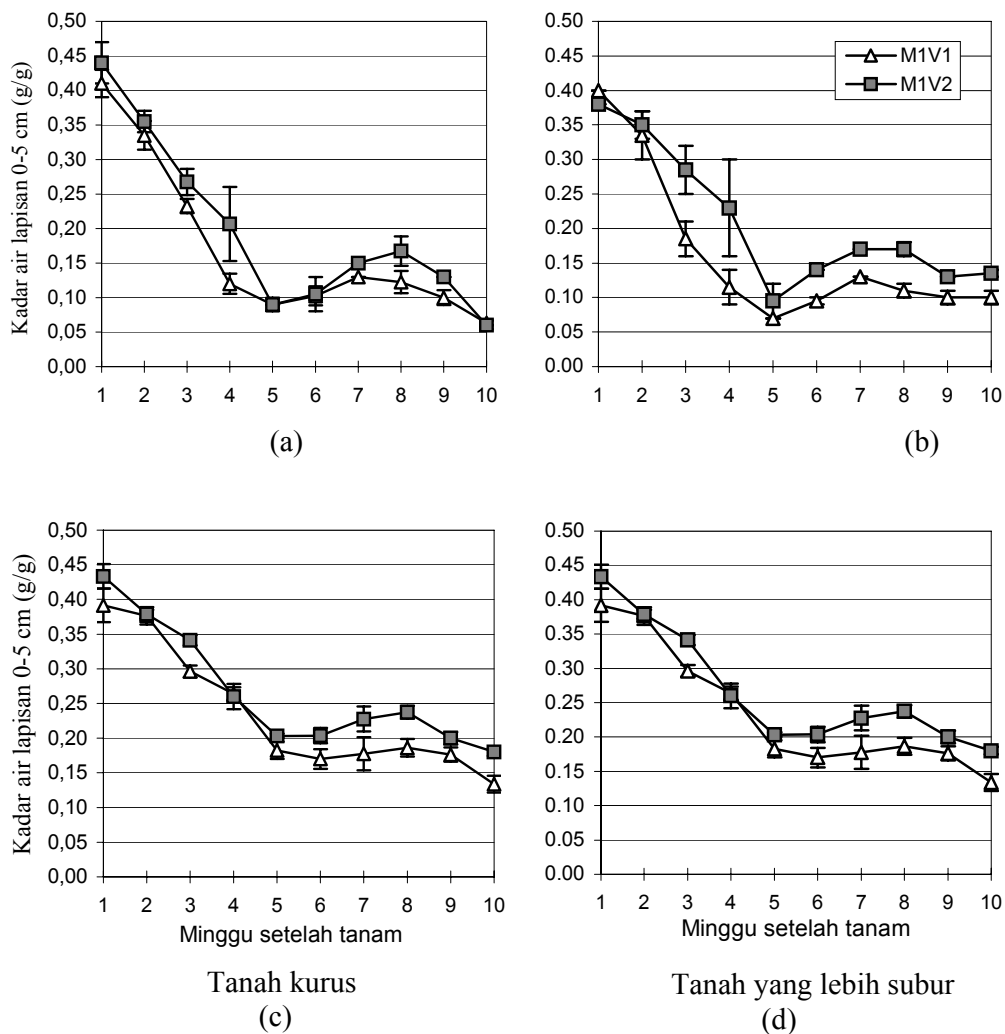 Kadar air lapisan 0-5 cm (g/g)
0,50
0.45
0.40
0,35
0,30
0,25
0.20
0,15
0,10
0,05
0,00
1 2 3 4 5 6 7 8 9 10
(a)
0.50
0.45
0.40
0,35
0.30
0.25
0.20
0.15
0.10
0.05
0.00
M1V1
M1V2
1 2 3 4 5 6 7 8 9 10
(b)
Kadar air lapisan 0-5 cm (g/g)
0,50
0,45
0,40
0,35
0,30
0,25
0,20
0,15
0,10
0,05
0,00
1 2 3 4 5 6 7 8 9 10
Minggu setelah tanam
Tanah kurus
(c)
0.50
0.45
0.40
0.35
0.30
0.25
0.20
0.15
0.10
0.05
0.00
1 2 3 4 5 6 7 8 9 10
Minggu setelah tanam
Tanah yang lebih subur
(d)